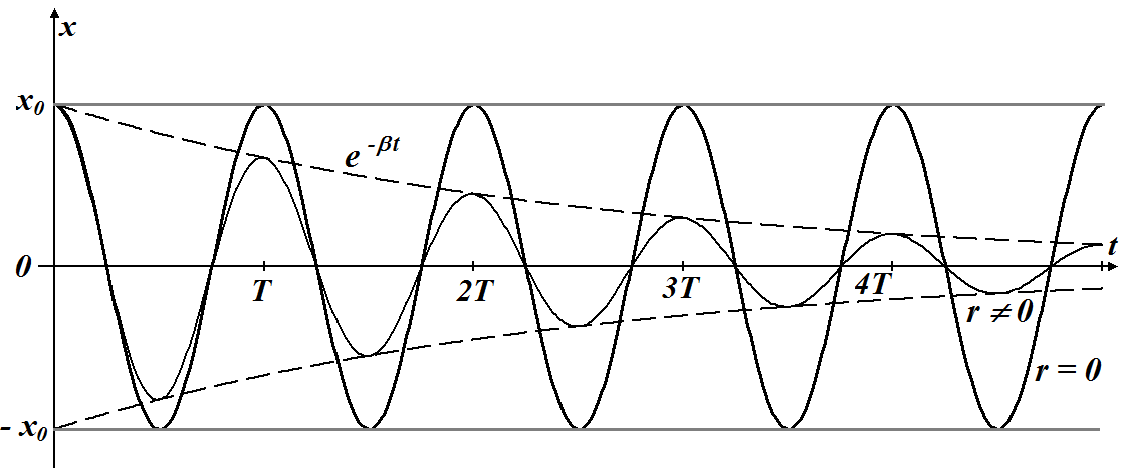 x
x₀
e⁻ᵝᵗ
t
0
T
2T
3T
4T
r ≠ 0
r = 0
- x₀